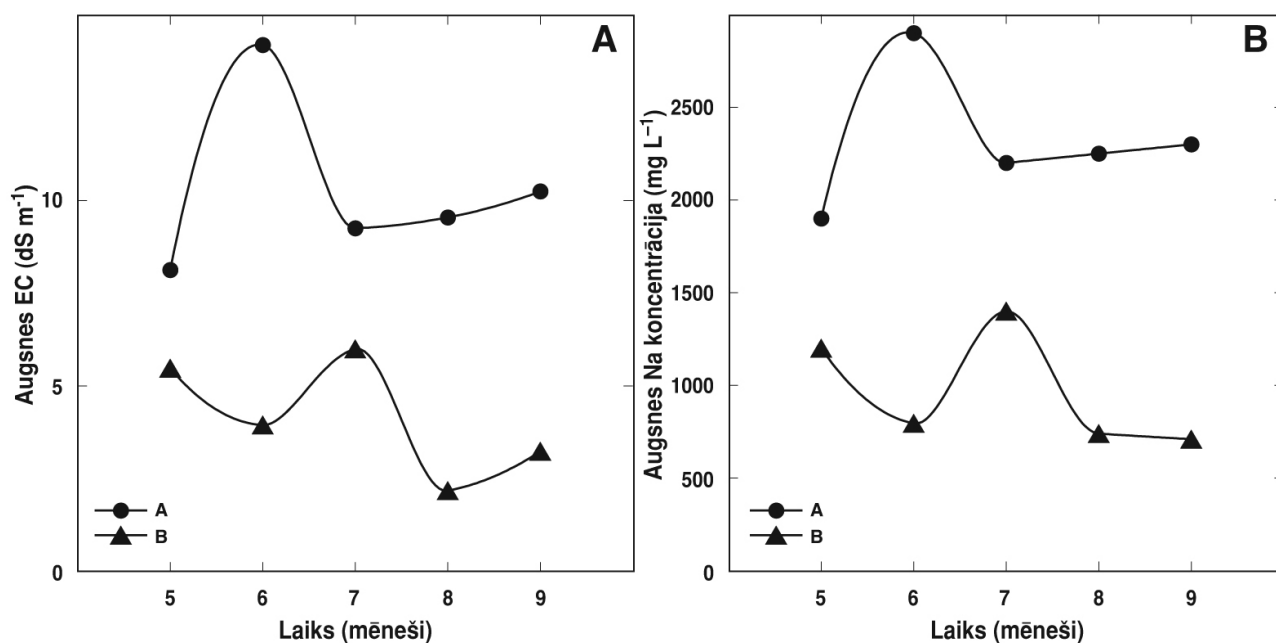 A
Augsnes EC (dS m⁻¹)
10
5
0
A
B
5 6 7 8 9
Laiks (mēneši)
B
Augsnes Na koncentrācija (mg L⁻¹)
2500
2000
1500
1000
500
0
A
B
5 6 7 8 9
Laiks (mēneši)